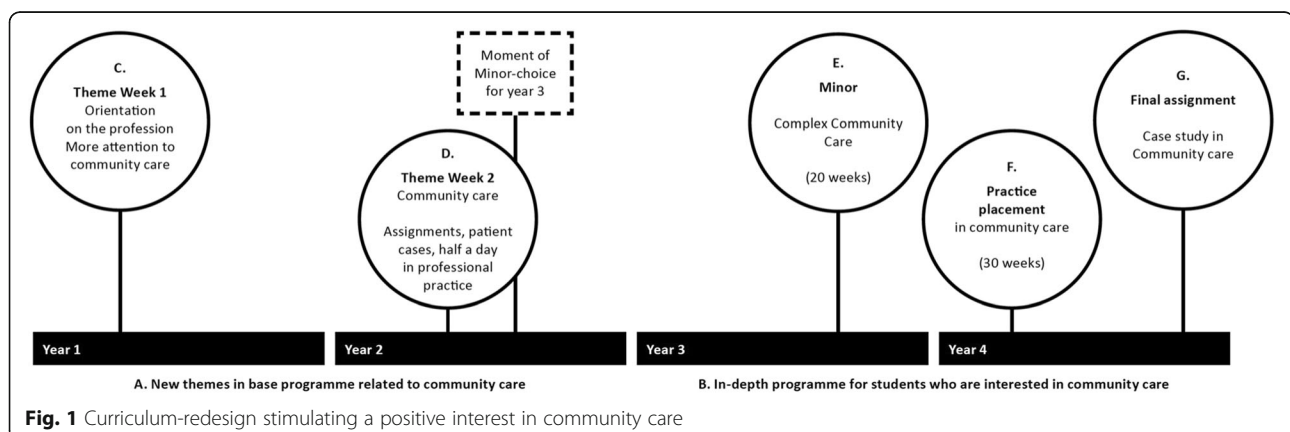 C.
Theme Week 1
Orientation
on the profession
More attention to
community care
Moment of
Minor-choice
for year 3
D.
Theme Week 2
Community care
Assignments, patient
cases, half a day
in professional
practice
E.
Minor
Complex Community
Care
(20 weeks)
F.
Practice
placement
in community care
(30 weeks)
G.
Final assignment
Case study in
Community care
Year 1
Year 2
Year 3
Year 4
A. New themes in base programme related to community care
B. In-depth programme for students who are interested in community care
Fig. 1 Curriculum-redesign stimulating a positive interest in community care